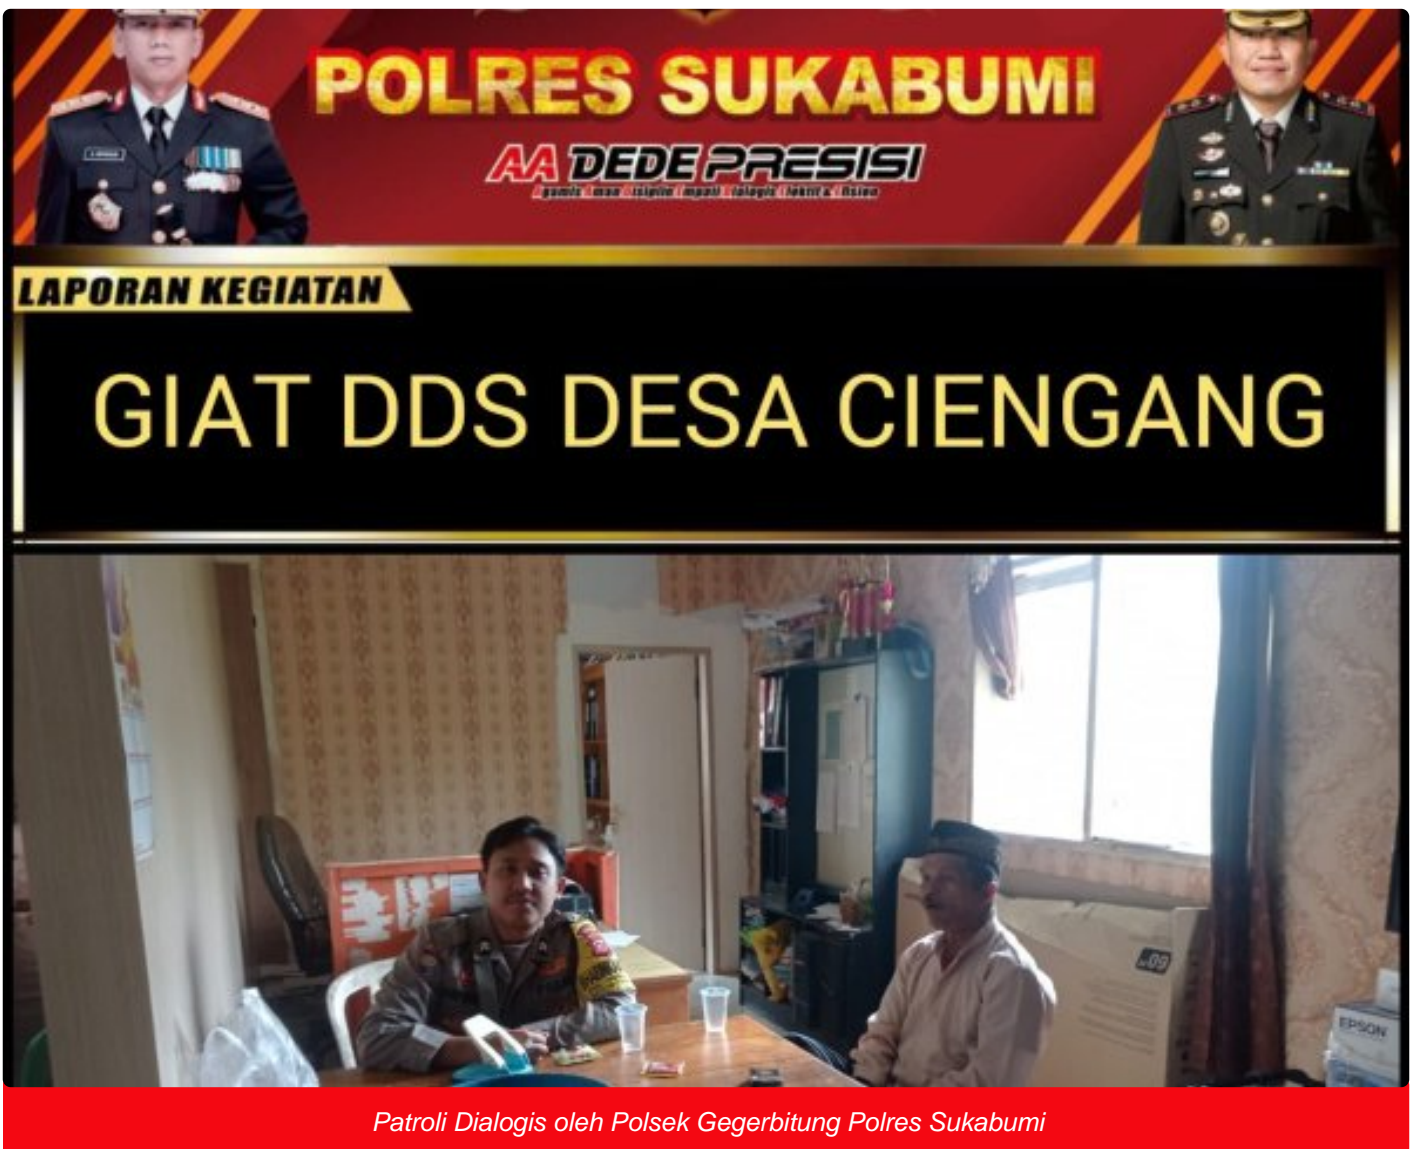 POLRES SUKABUMI
AA DEDE PRESISI
LAPORAN KEGIATAN
GIAT DDS DESA CIENGANG
09
EPSON
Patroli Dialogis oleh Polsek Gegerbitung Polres Sukabumi